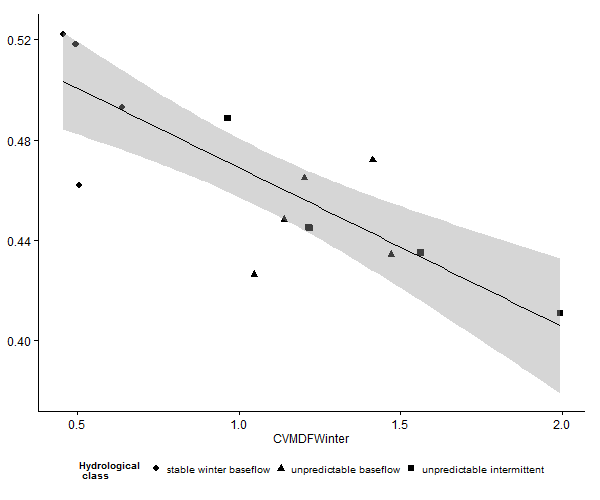 0.52
0.48
0.44
0.40
0.5 1.0 1.5 2.0
CVMDFWinter
Hydrological
class
stable winter baseflow unpredictable baseflow unpredictable intermittent